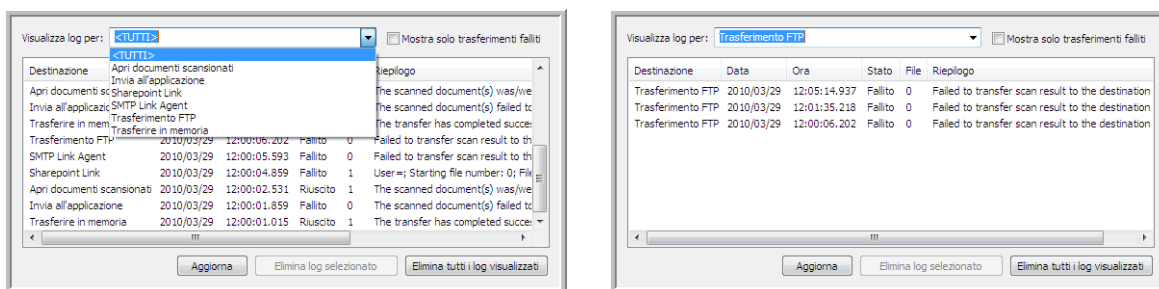 Visualizza log per: <TUTTI> Mostra solo trasferimenti falliti
<TUTTI>
Apri documenti scansionati
Invia all'applicazione
Sharepoint Link
SMTP Link Agent
Trasferimento FTP
Trasferire in memoria
Destinazione Riepilogo
Apri documenti The scanned document(s) was/we
Invia The scanned document(s) failed to
Trasferire in mem The transfer has completed succes
Trasferimento FTP 2010/03/29 12:00:06.202 Fallito 0 Failed to transfer scan result to th
SMTP Link Agent 2010/03/29 12:00:05.593 Fallito 0 Failed to transfer scan result to th
Sharepoint Link 2010/03/29 12:00:04.859 Fallito 1 User=; Starting file number: 0; File
Apri documenti scansionati 2010/03/29 12:00:02.531 Riuscito 1 The scanned document(s) was/we
Invia all'applicazione 2010/03/29 12:00:01.859 Fallito 0 The scanned document(s) failed to
Trasferire in memoria 2010/03/29 12:00:01.015 Riuscito 1 The transfer has completed succes
Aggiorna Elimina log selezionato Elimina tutti i log visualizzati
Visualizza log per: Trasferimento FTP Mostra solo trasferimenti falliti
Destinazione Data Ora Stato File Riepilogo
Trasferimento FTP 2010/03/29 12:05:14.937 Fallito 0 Failed to transfer scan result to the destination
Trasferimento FTP 2010/03/29 12:01:35.218 Fallito 0 Failed to transfer scan result to the destination
Trasferimento FTP 2010/03/29 12:00:06.202 Fallito 0 Failed to transfer scan result to the destination
Aggiorna Elimina log selezionato Elimina tutti i log visualizzati